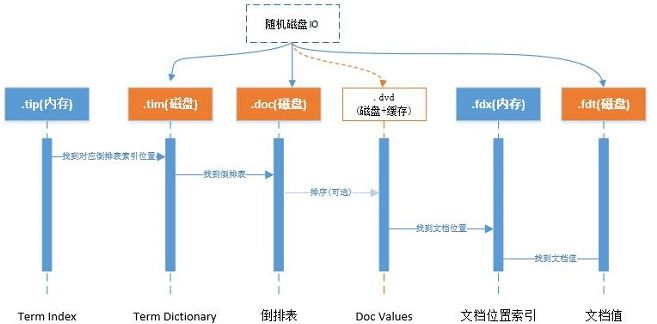 随机磁盘IO
.tip(内存)
.tim(磁盘)
.doc(磁盘)
.dvd
(磁盘+缓存)
.fdx(内存)
.fdt(磁盘)
找到对应倒排表索引位置
找到倒排表
排序(可选)
找到文档位置
找到文档值
Term Index
Term Dictionary
倒排表
Doc Values
文档位置索引
文档值